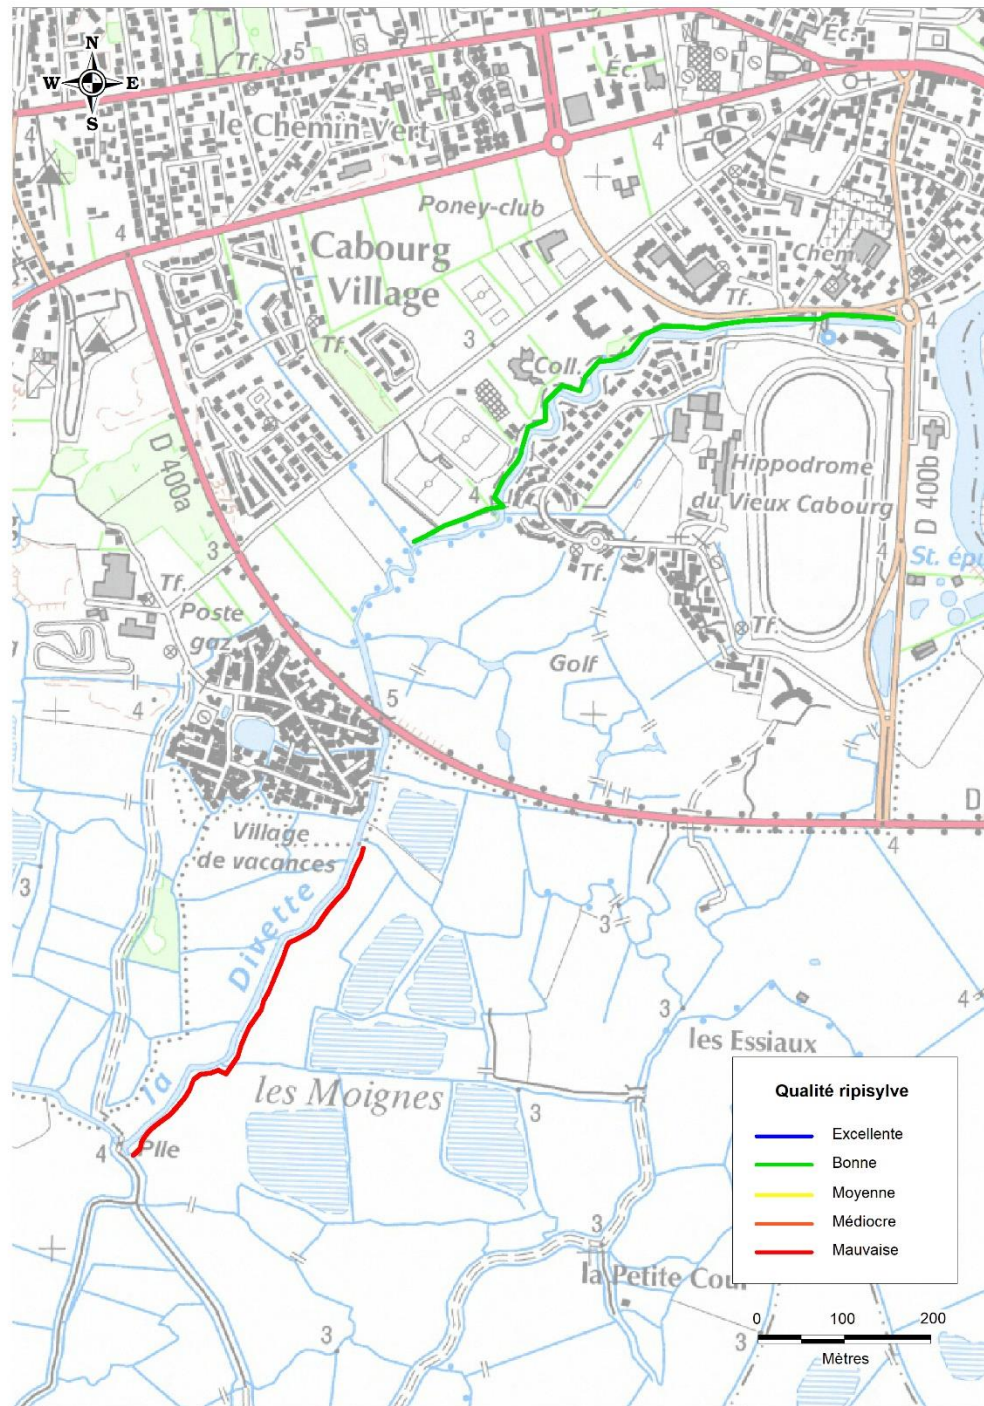 N
W E
S
Éc.
Tf.
5
Éc.
4
le Chemin Vert
4
Poney-club
4
Cabourg
Village
Chem.
Tf.
4
3
Tf.
Coll.
D 400a
4
Hippodrome
du Vieux Cabourg
D 400b
3
4
St. épu
Tf.
Tf.
Poste
gaz
Tf.
Golf
4
5
D
Village
de vacances
4
3
la Divette
3
3
4
les Essiaux
les Moignes
3
4
Plle
3
la Petite Cour
3
3
Qualité ripisylve
Excellente
Bonne
Moyenne
Médiocre
Mauvaise
0 100 200
Mètres